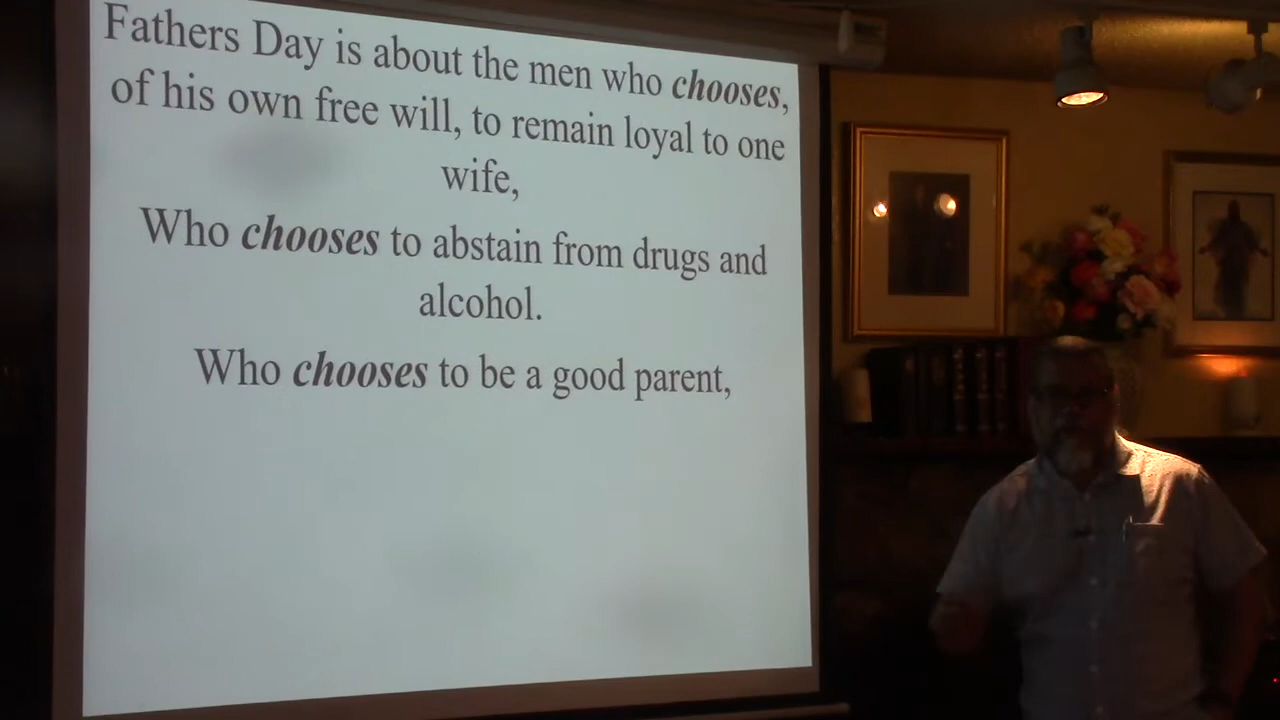 Fathers Day is about the men who chooses,
of his own free will, to remain loyal to one
wife,
Who chooses to abstain from drugs and
alcohol.
Who chooses to be a good parent,